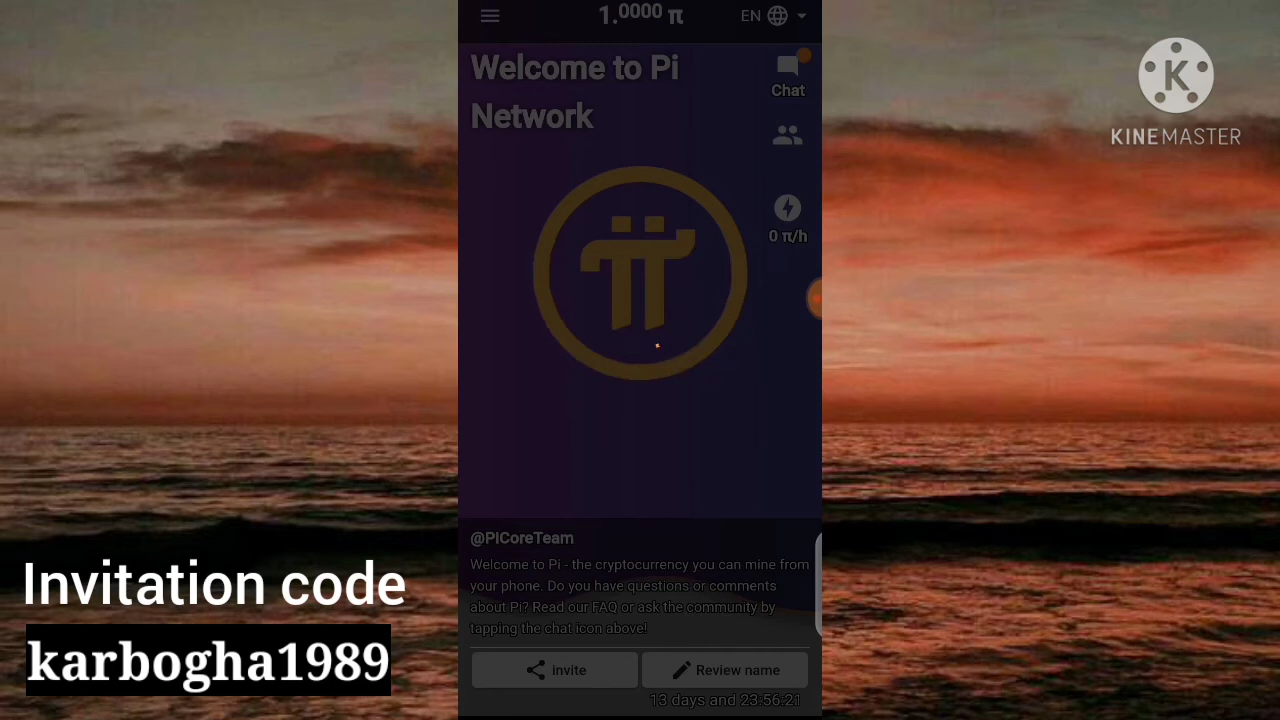 1.0000 π
EN
Welcome to Pi
Network
Chat
0 π/h
K
KINEMASTER
@PiCoreTeam
Welcome to Pi - the cryptocurrency you can mine from
your phone. Do you have questions or comments
about Pi? Read our FAQ or ask the community by
tapping the chat icon above!
invite
Review name
13 days and 23:56:21
Invitation code
karbogha1989